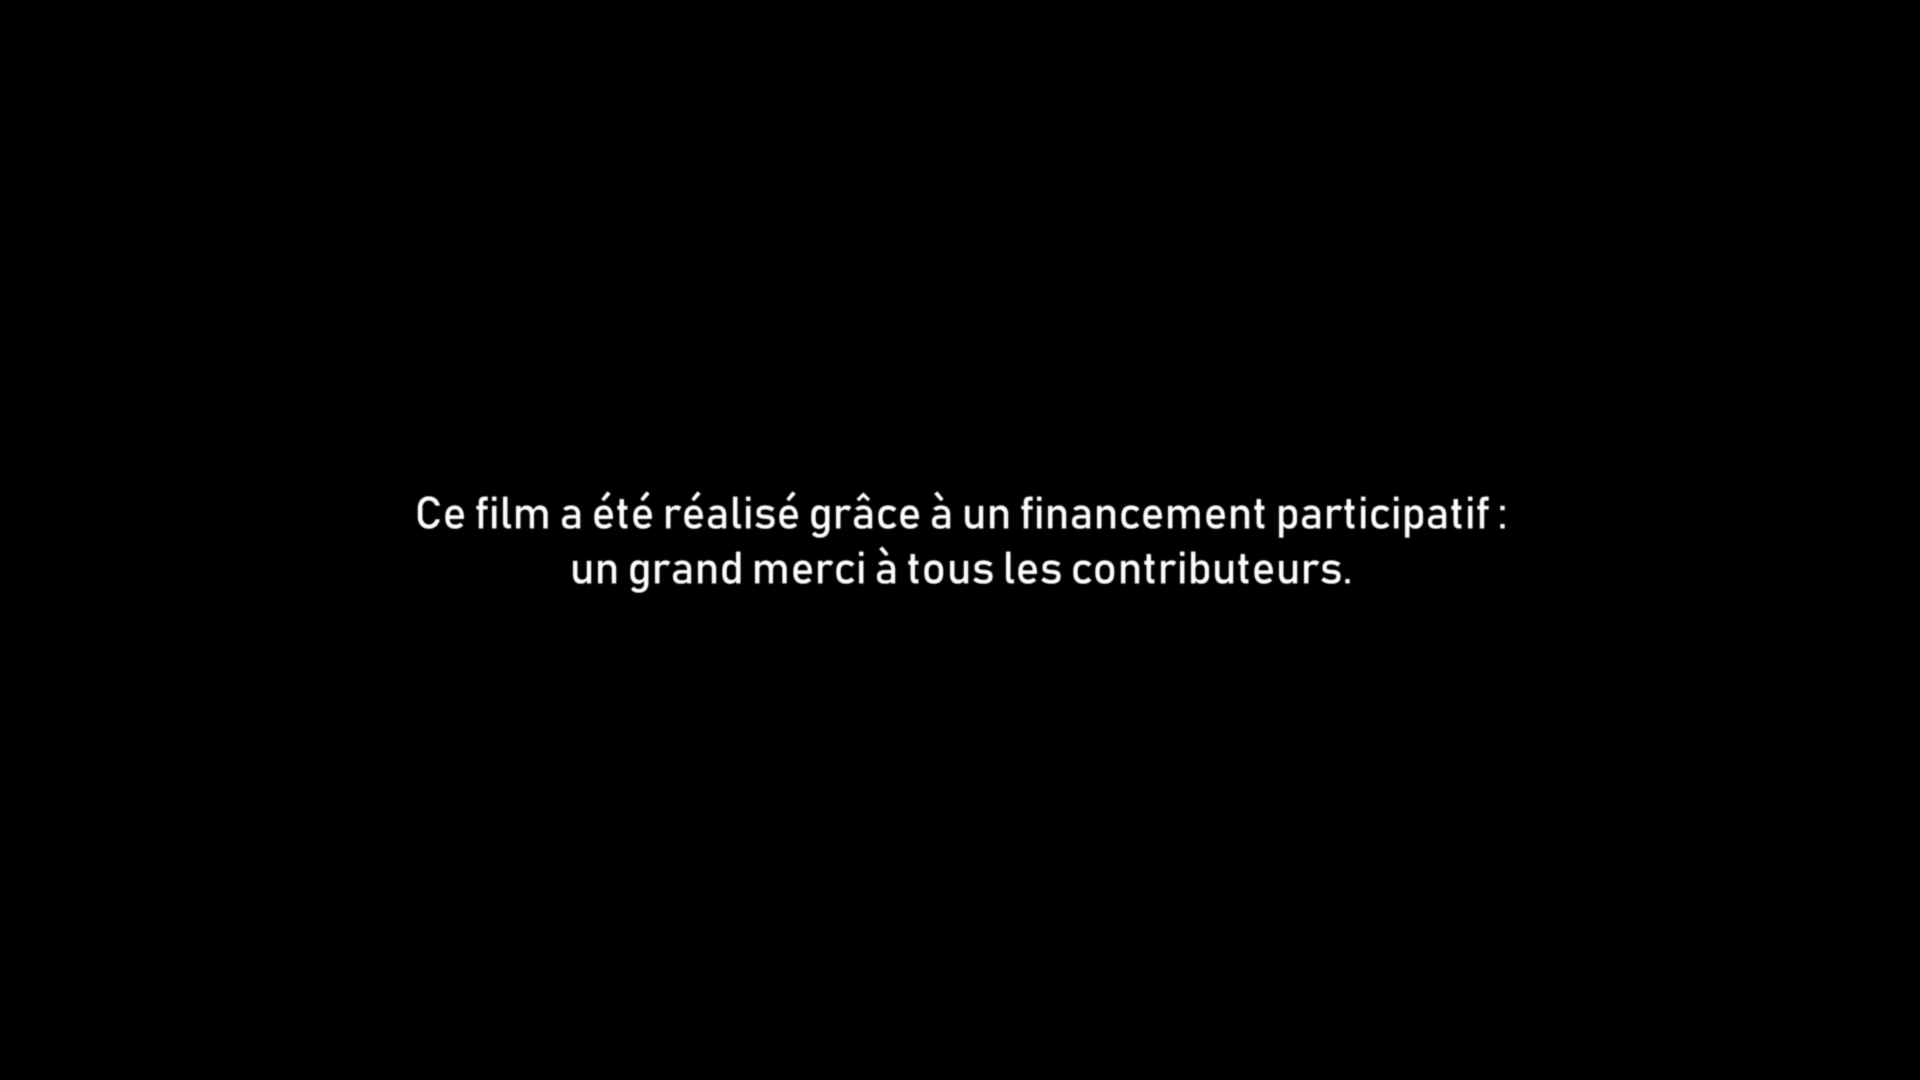 Ce film a été réalisé grâce à un financement participatif :
un grand merci à tous les contributeurs.